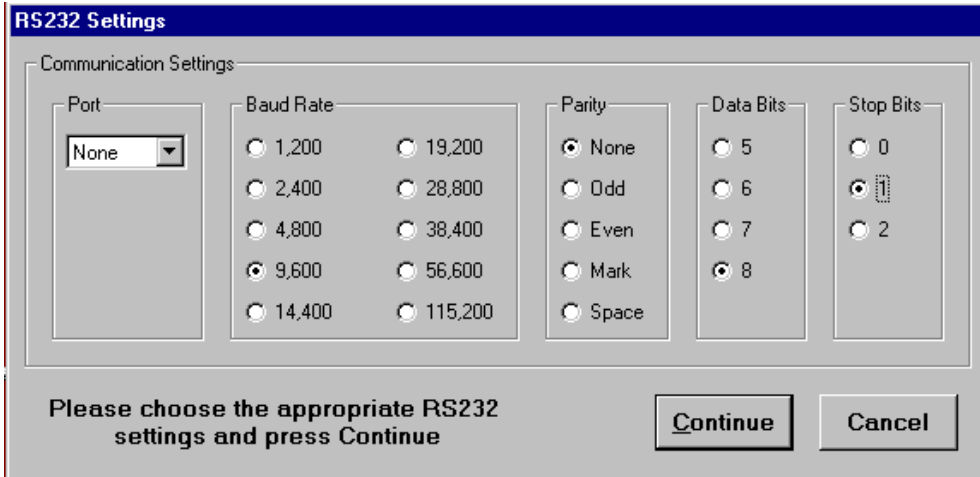 RS232 Settings
Communication Settings
Port
None
Baud Rate
1,200
2,400
4,800
9,600
14,400
19,200
28,800
38,400
56,600
115,200
Parity
None
Odd
Even
Mark
Space
Data Bits
5
6
7
8
Stop Bits
0
1
2
Please choose the appropriate RS232
settings and press Continue
Continue
Cancel